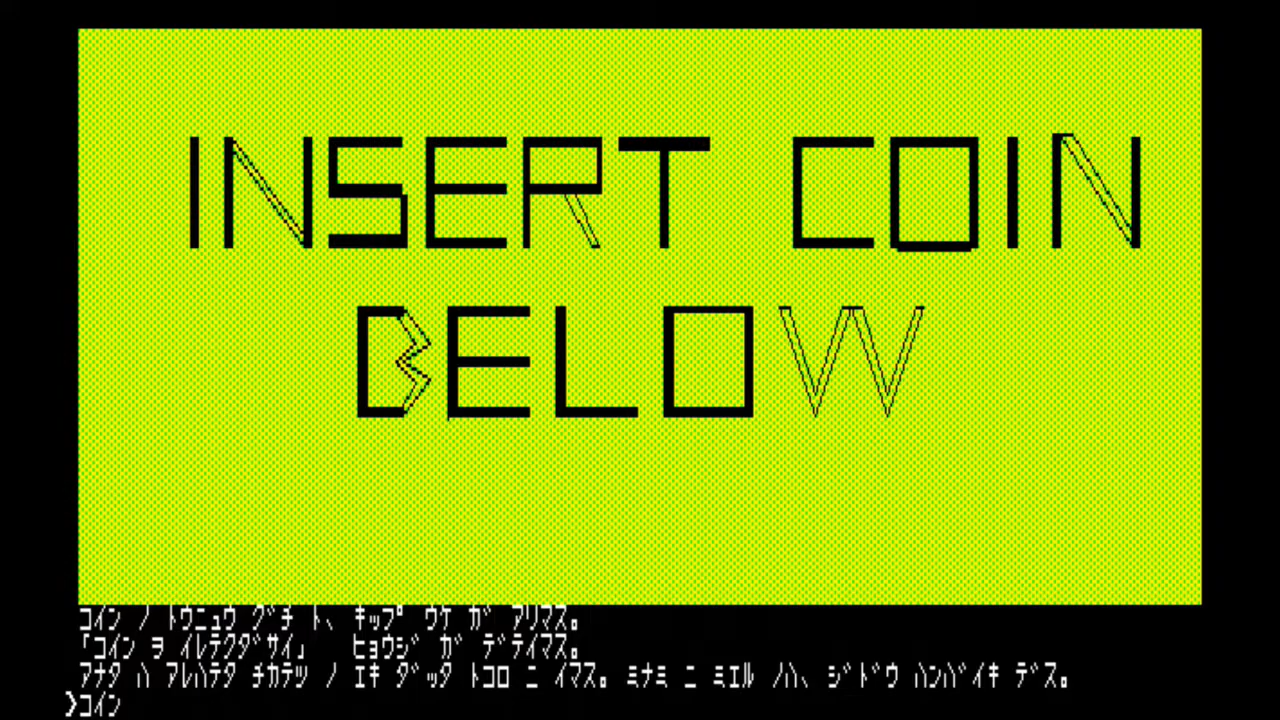 INSERT COIN
BELOW
コイン ノ トウニュウ グチ ト、 キップ ウケ ガ アリマス。
「コイン ヲ イレテクダサイ」 ヒョウジ ガ デテイマス。
アナタ ハ アレハテタ チカテツ ノ エキ ダッタ トコロ ニ イマス。 ミナミ ニ ミエル ノハ、 ジドウ ハンバイキ デス。
❯コイン